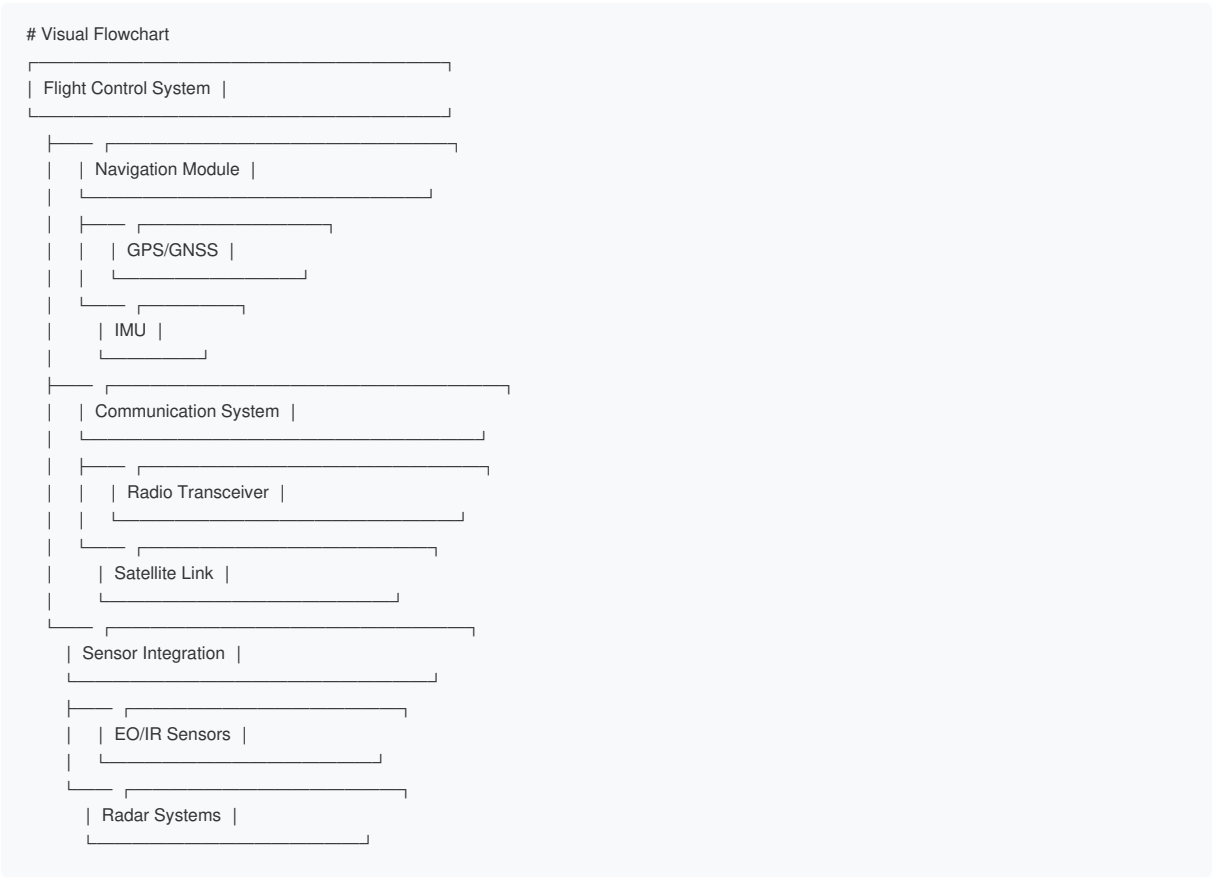 # Visual Flowchart
Flight Control System
Navigation Module
GPS/GNSS
IMU
Communication System
Radio Transceiver
Satellite Link
Sensor Integration
EO/IR Sensors
Radar Systems